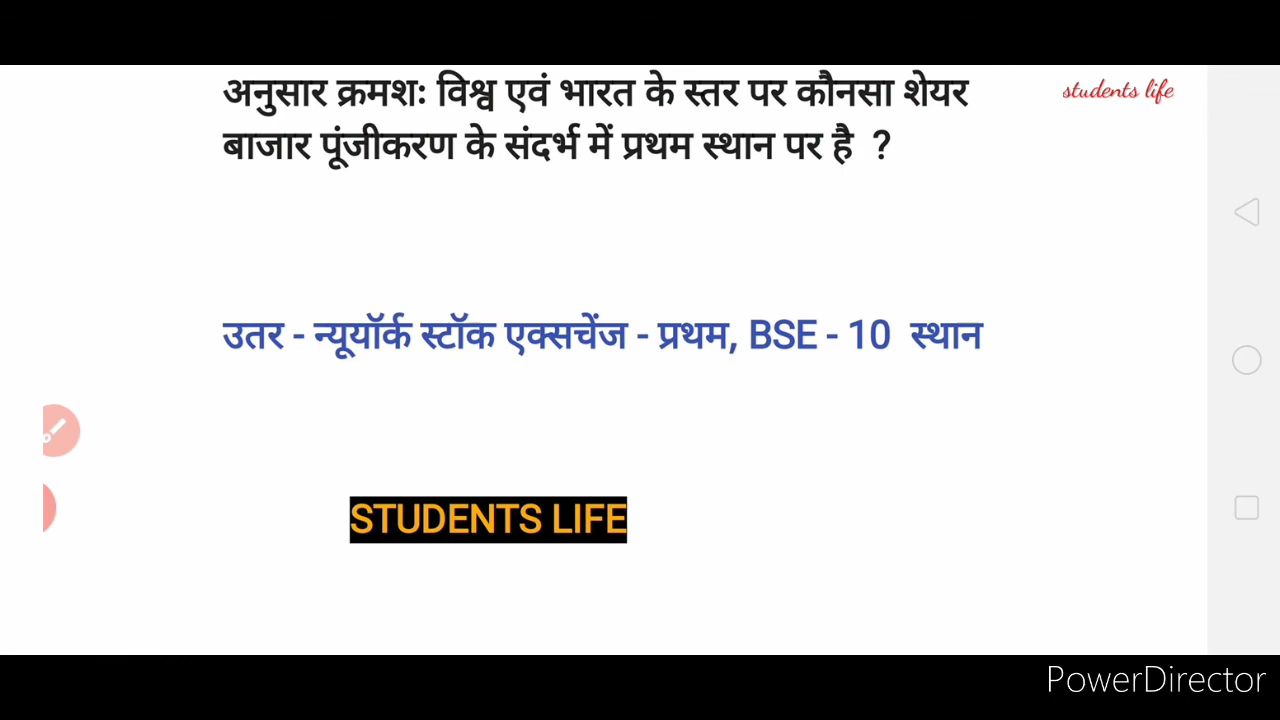 अनुसार क्रमशः विश्व एवं भारत के स्तर पर कौनसा शेयर
students life
बाजार पूंजीकरण के संदर्भ में प्रथम स्थान पर है ?
उतर - न्यूयॉर्क स्टॉक एक्सचेंज - प्रथम, BSE - 10 स्थान
STUDENTS LIFE
PowerDirector